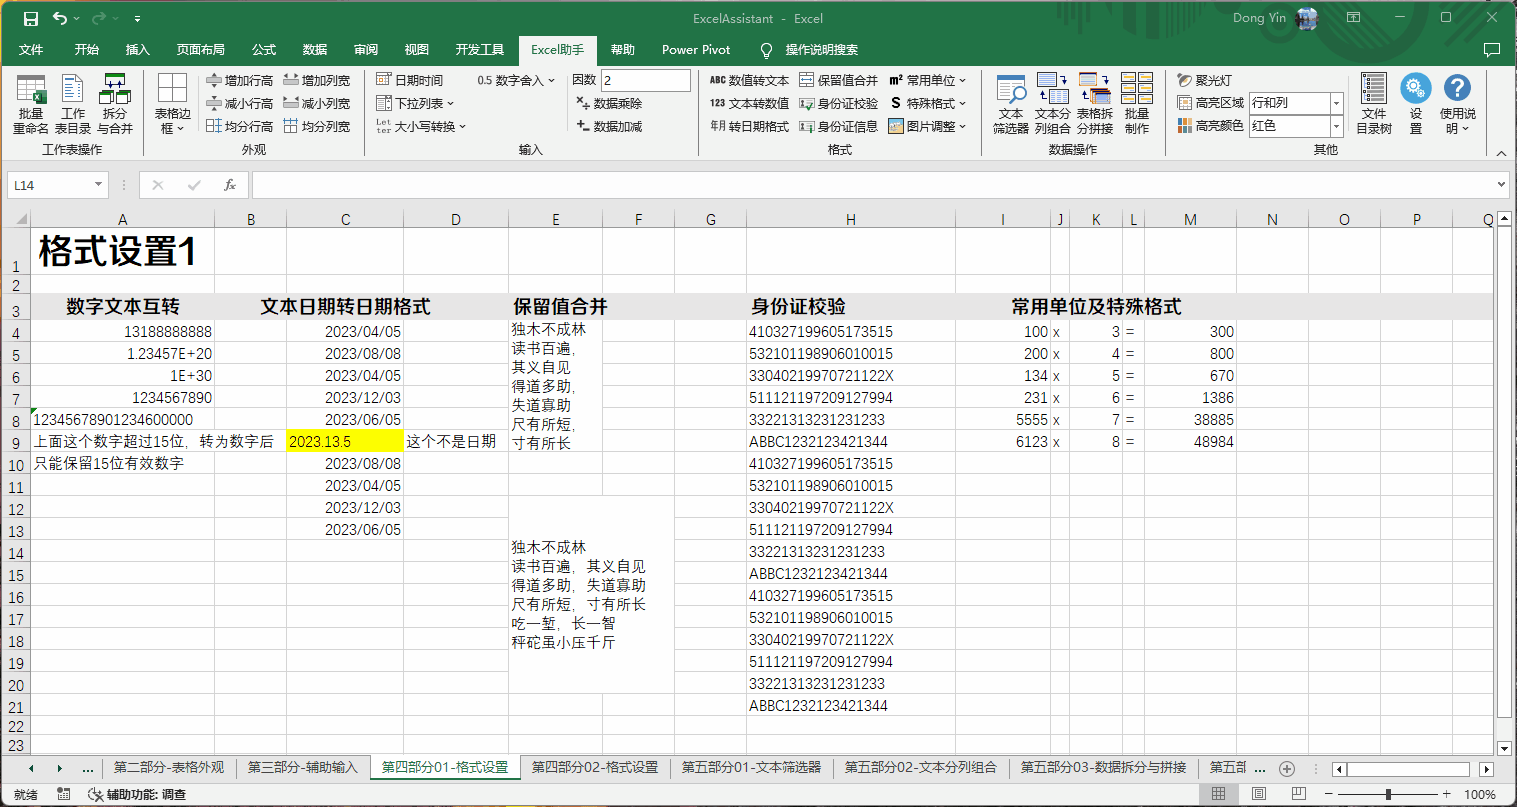 ExcelAssistant - Excel
Dong Yin
文件 开始 插入 页面布局 公式 数据 审阅 视图 开发工具 Excel助手 帮助 Power Pivot 操作说明搜索
批量重命名
工作表目录
拆分与合并
工作表操作
表格边框
增加行高 增加列宽
减小行高 减小列宽
均分行高 均分列宽
外观
日期时间 0.5 数字舍入 因数 2
下拉列表 数据乘除
Letter 大小写转换 数据加减
输入
ABC 数值转文本 保留值合并 m² 常用单位
123 文本转数值 身份证校验 S 特殊格式
年月 转日期格式 身份证信息 图片调整
格式
文本筛选器
文本分列组合
表格拆分拼接
批量制作
数据操作
聚光灯
高亮区域 行和列
高亮颜色 红色
文件目录树
设置
使用说明
其他
L14 fx
A B C D E F G H I J K L M N O P Q
1 格式设置1
2
3 数字文本互转 文本日期转日期格式 保留值合并 身份证校验 常用单位及特殊格式
4 13188888888 2023/04/05 410327199605173515 100 x 3 = 300
5 1.23457E+20 2023/08/08 532101198906010015 200 x 4 = 800
6 1E+30 2023/04/05 33040219970721122X 134 x 5 = 670
7 1234567890 2023/12/03 511121197209127994 231 x 6 = 1386
8 12345678901234600000 2023/06/05 33221313231231233 5555 x 7 = 38885
9 上面这个数字超过15位，转为数字后 2023.13.5 这个不是日期 ABBC1232123421344 6123 x 8 = 48984
独木不成林
读书百遍，
其义自见
得道多助，
失道寡助
尺有所短，
寸有所长
10 只能保留15位有效数字 2023/08/08 410327199605173515
11 2023/04/05 532101198906010015
12 2023/12/03 33040219970721122X
13 2023/06/05 511121197209127994
14 33221313231231233
15 ABBC1232123421344
16 410327199605173515
17 532101198906010015
18 33040219970721122X
19 511121197209127994
20 33221313231231233
21 ABBC1232123421344
22
23
独木不成林
读书百遍，其义自见
得道多助，失道寡助
尺有所短，寸有所长
吃一堑，长一智
秤砣虽小压千斤
... 第二部分-表格外观 第三部分-辅助输入 第四部分01-格式设置 第四部分02-格式设置 第五部分01-文本筛选器 第五部分02-文本分列组合 第五部分03-数据拆分与拼接 第五部 ...
就绪 辅助功能: 调查 100%